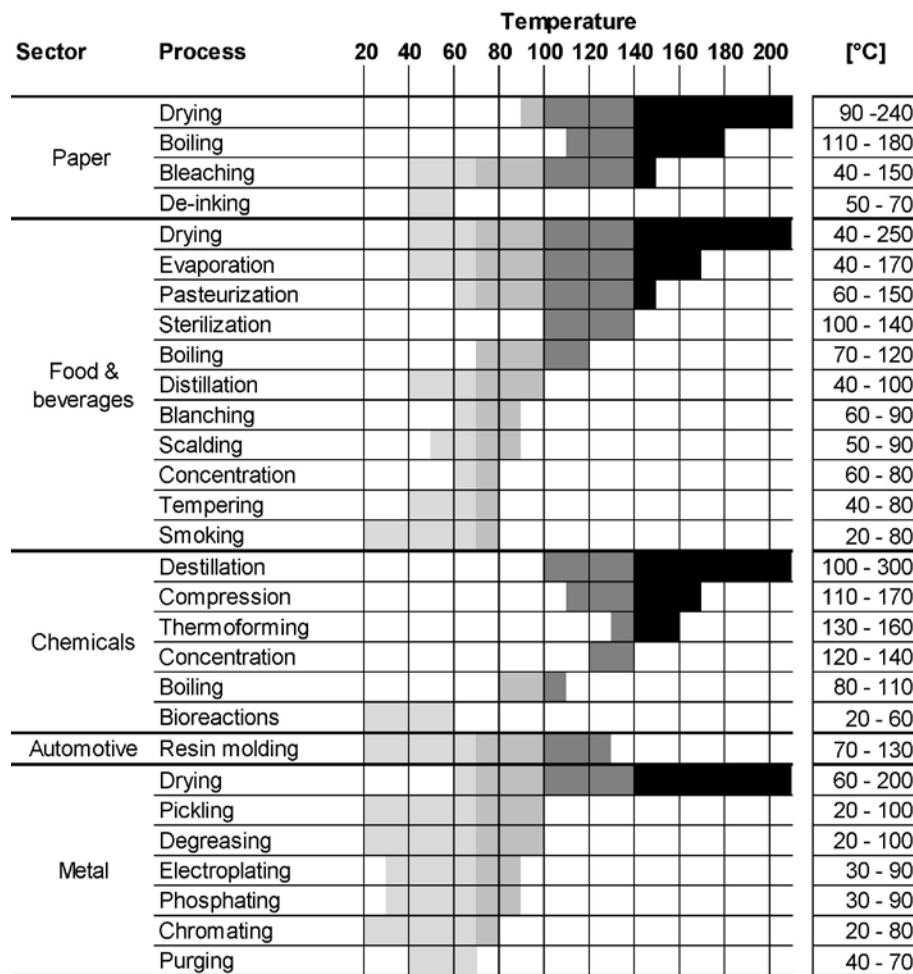 Temperature
Sector Process 20 40 60 80 100 120 140 160 180 200 [°C]
Paper
Drying 90 -240
Boiling 110 - 180
Bleaching 40 - 150
De-inking 50 - 70
Food & beverages
Drying 40 - 250
Evaporation 40 - 170
Pasteurization 60 - 150
Sterilization 100 - 140
Boiling 70 - 120
Distillation 40 - 100
Blanching 60 - 90
Scalding 50 - 90
Concentration 60 - 80
Tempering 40 - 80
Smoking 20 - 80
Chemicals
Destillation 100 - 300
Compression 110 - 170
Thermoforming 130 - 160
Concentration 120 - 140
Boiling 80 - 110
Bioreactions 20 - 60
Automotive Resin molding 70 - 130
Metal
Drying 60 - 200
Pickling 20 - 100
Degreasing 20 - 100
Electroplating 30 - 90
Phosphating 30 - 90
Chromating 20 - 80
Purging 40 - 70